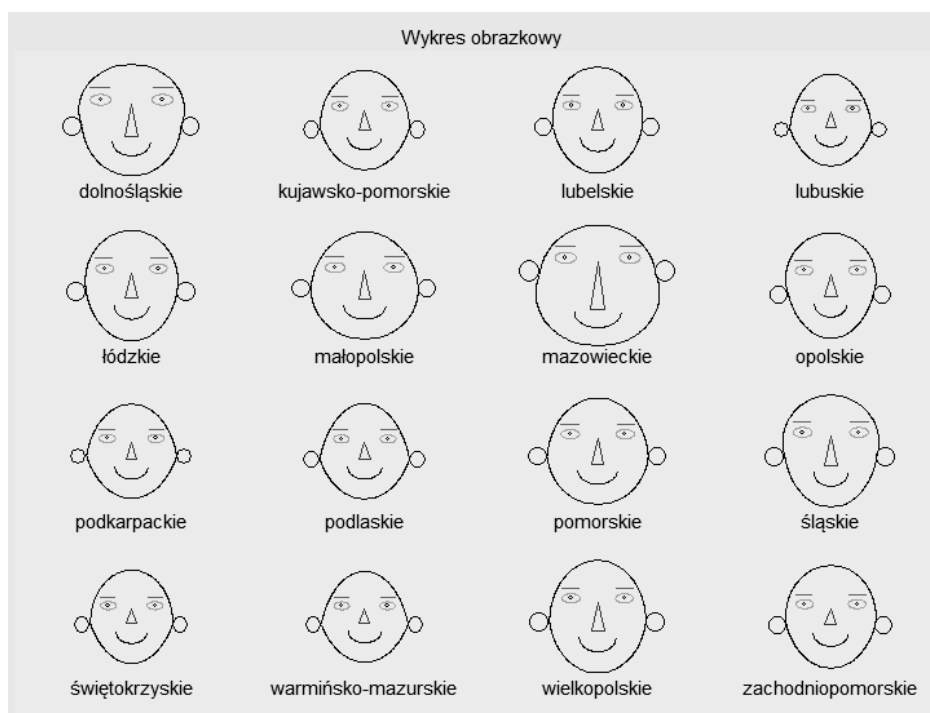 Wykres obrazkowy
dolnośląskie kujawsko-pomorskie lubelskie lubuskie
łódzkie małopolskie mazowieckie opolskie
podkarpackie podlaskie pomorskie śląskie
świętokrzyskie warmińsko-mazurskie wielkopolskie zachodniopomorskie